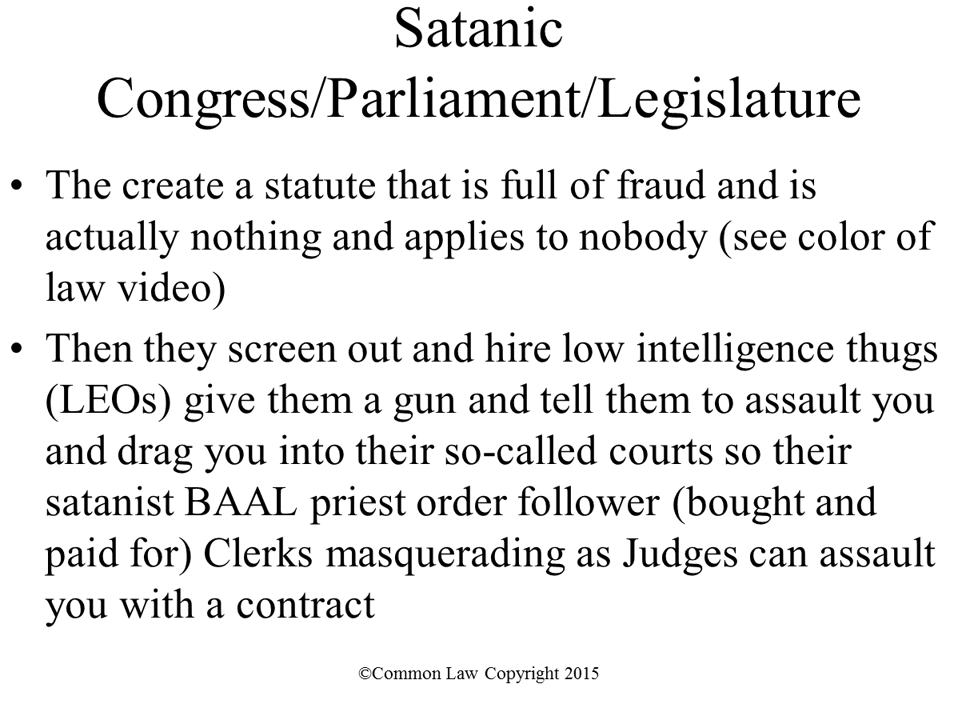 Satanic
Congress/Parliament/Legislature
• The create a statute that is full of fraud and is
actually nothing and applies to nobody (see color of
law video)
• Then they screen out and hire low intelligence thugs
(LEOs) give them a gun and tell them to assault you
and drag you into their so-called courts so their
satanist BAAL priest order follower (bought and
paid for) Clerks masquerading as Judges can assault
you with a contract
©Common Law Copyright 2015